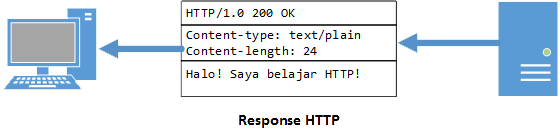 HTTP/1.0 200 OK
Content-type: text/plain
Content-length: 24
Halo! Saya belajar HTTP!
Response HTTP